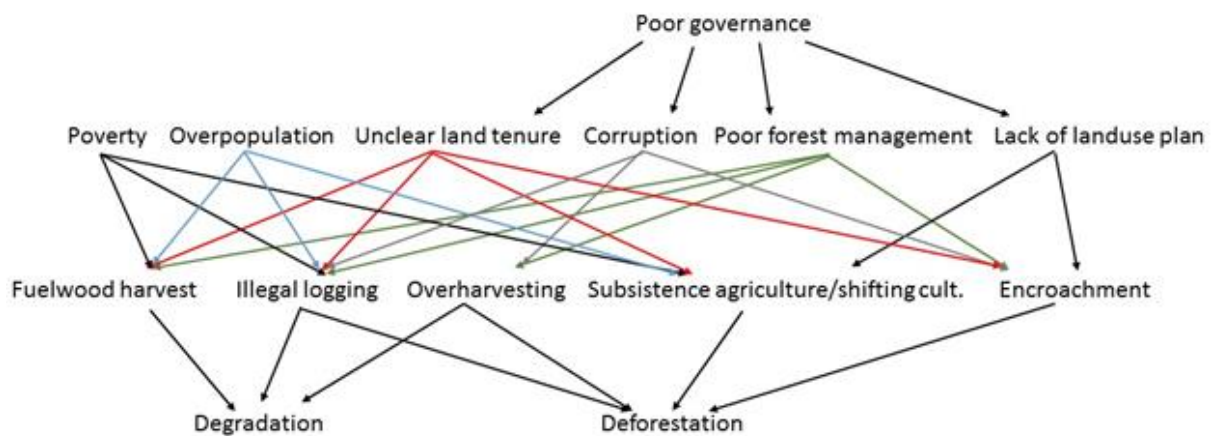 Poor governance
Poverty Overpopulation Unclear land tenure Corruption Poor forest management Lack of landuse plan
Fuelwood harvest Illegal logging Overharvesting Subsistence agriculture/shifting cult. Encroachment
Degradation Deforestation